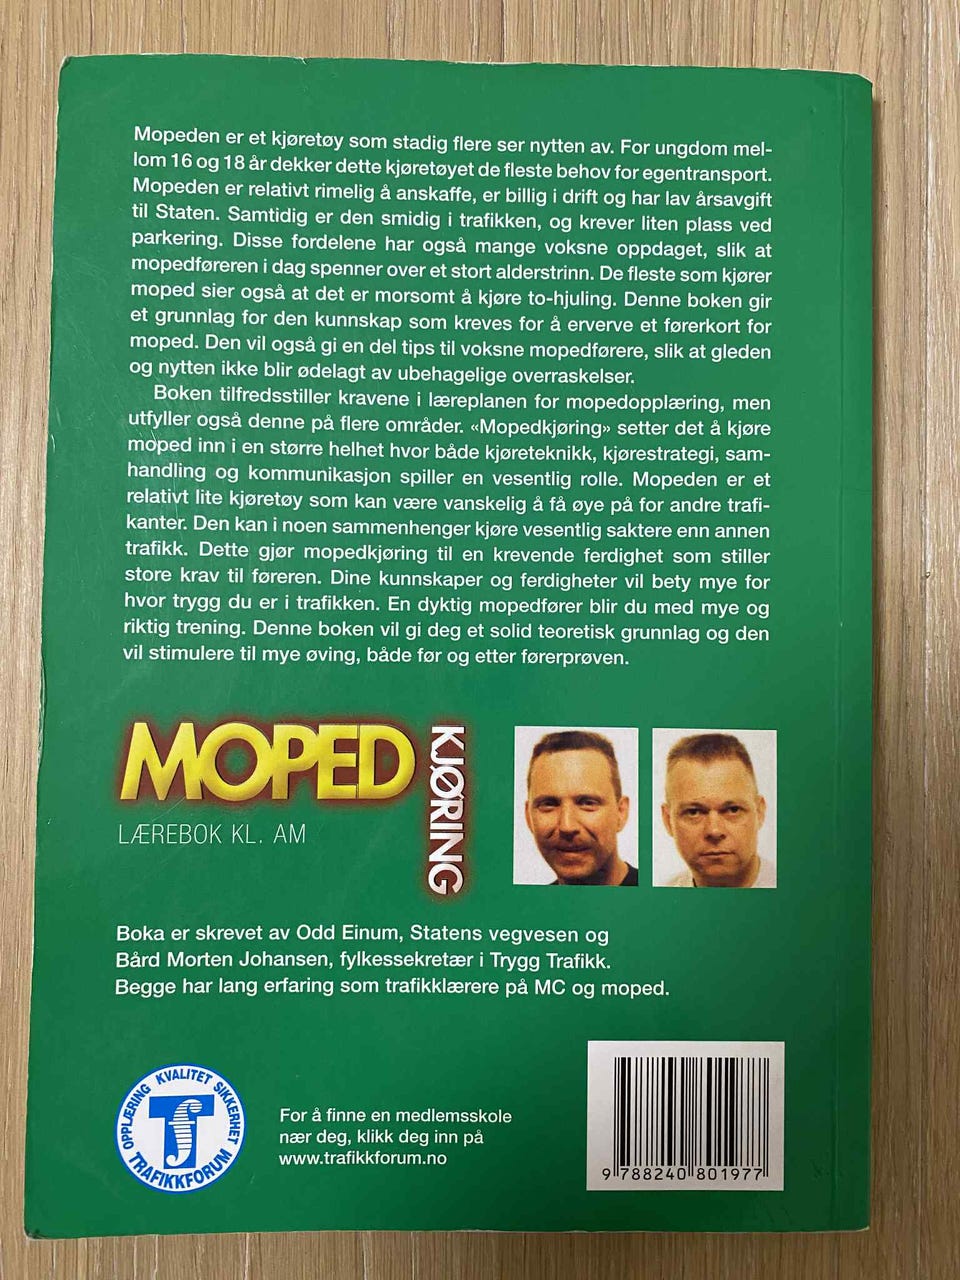 Mopeden er et kjøretøy som stadig flere ser nytten av. For ungdom mel-
lom 16 og 18 år dekker dette kjøretøyet de fleste behov for egentransport.
Mopeden er relativt rimelig å anskaffe, er billig i drift og har lav årsavgift
til Staten. Samtidig er den smidig i trafikken, og krever liten plass ved
parkering. Disse fordelene har også mange voksne oppdaget, slik at
mopedføreren i dag spenner over et stort alderstrinn. De fleste som kjører
moped sier også at det er morsomt å kjøre to-hjuling. Denne boken gir
et grunnlag for den kunnskap som kreves for å erverve et førerkort for
moped. Den vil også gi en del tips til voksne mopedførere, slik at gleden
og nytten ikke blir ødelagt av ubehagelige overraskelser.
Boken tilfredsstiller kravene i læreplanen for mopedopplæring, men
utfyller også denne på flere områder. «Mopedkjøring» setter det å kjøre
moped inn i en større helhet hvor både kjøreteknikk, kjørestrategi, sam-
handling og kommunikasjon spiller en vesentlig rolle. Mopeden er et
relativt lite kjøretøy som kan være vanskelig å få øye på for andre trafi-
kanter. Den kan i noen sammenhenger kjøre vesentlig saktere enn annen
trafikk. Dette gjør mopedkjøring til en krevende ferdighet som stiller
store krav til føreren. Dine kunnskaper og ferdigheter vil bety mye for
hvor trygg du er i trafikken. En dyktig mopedfører blir du med mye og
riktig trening. Denne boken vil gi deg et solid teoretisk grunnlag og den
vil stimulere til mye øving, både før og etter førerprøven.
MOPED
KJØRING
LÆREBOK KL. AM
Boka er skrevet av Odd Einum, Statens vegvesen og
Bård Morten Johansen, fylkessekretær i Trygg Trafikk.
Begge har lang erfaring som trafikklærere på MC og moped.
OPPLÆRING KVALITET SIKKERHET
TRAFIKKFORUM
For å finne en medlemsskole
nær deg, klikk deg inn på
www.trafikkforum.no
9 788240 801977